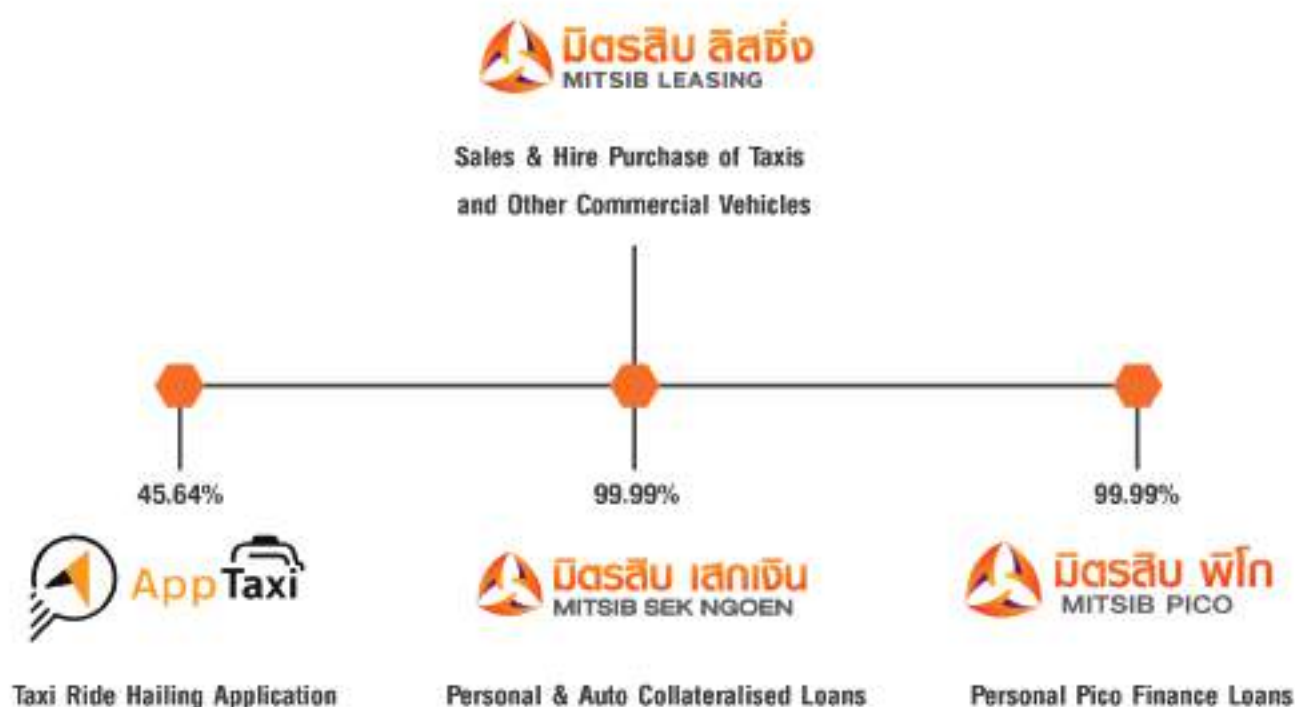 มิตรสิบ ลิสซิ่ง
MITSIB LEASING
Sales & Hire Purchase of Taxis
and Other Commercial Vehicles
45.64%
99.99%
99.99%
App Taxi
มิตรสิบ เสกเงิน
MITSIB SEK NGOEN
มิตรสิบ พิโก
MITSIB PICO
Taxi Ride Hailing Application
Personal & Auto Collateralised Loans
Personal Pico Finance Loans